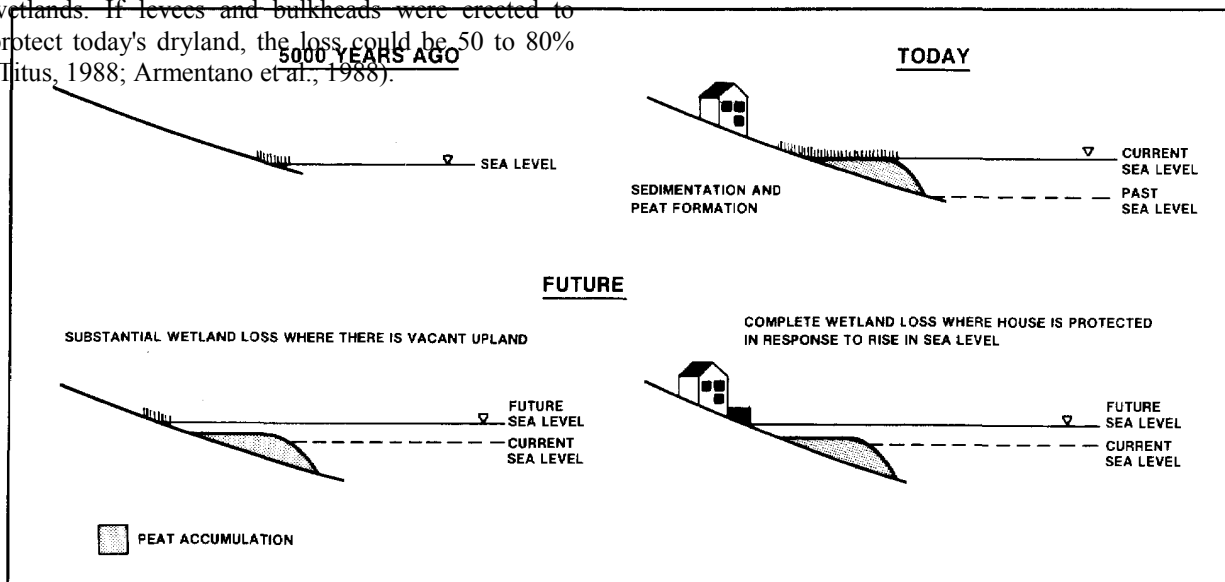 wetlands. If levees and bulkheads were erected to
protect today's dryland, the loss could be 50 to 80%
(Titus, 1988; Armentano et al., 1988).
5000 YEARS AGO
SEA LEVEL
TODAY
CURRENT
SEA LEVEL
PAST
SEA LEVEL
SEDIMENTATION AND
PEAT FORMATION
FUTURE
SUBSTANTIAL WETLAND LOSS WHERE THERE IS VACANT UPLAND
FUTURE
SEA LEVEL
CURRENT
SEA LEVEL
COMPLETE WETLAND LOSS WHERE HOUSE IS PROTECTED
IN RESPONSE TO RISE IN SEA LEVEL
FUTURE
SEA LEVEL
CURRENT
SEA LEVEL
PEAT ACCUMULATION